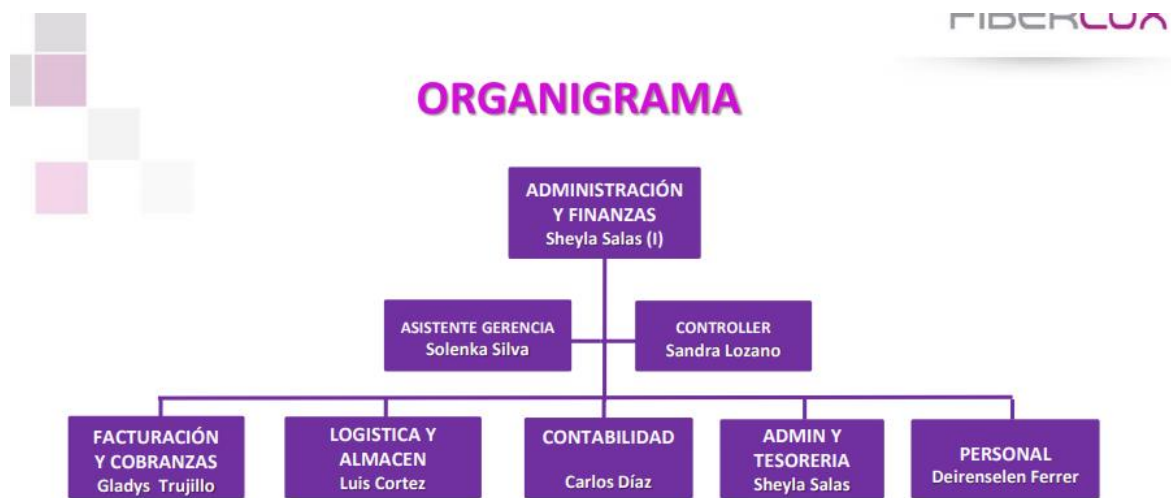 FIBERLUX
ORGANIGRAMA
ADMINISTRACIÓN
Y FINANZAS
Sheyla Salas (I)
ASISTENTE GERENCIA
Solenka Silva
CONTROLLER
Sandra Lozano
FACTURACIÓN
Y COBRANZAS
Gladys Trujillo
LOGISTICA Y
ALMACEN
Luis Cortez
CONTABILIDAD
Carlos Díaz
ADMIN Y
TESORERIA
Sheyla Salas
PERSONAL
Deirenselen Ferrer